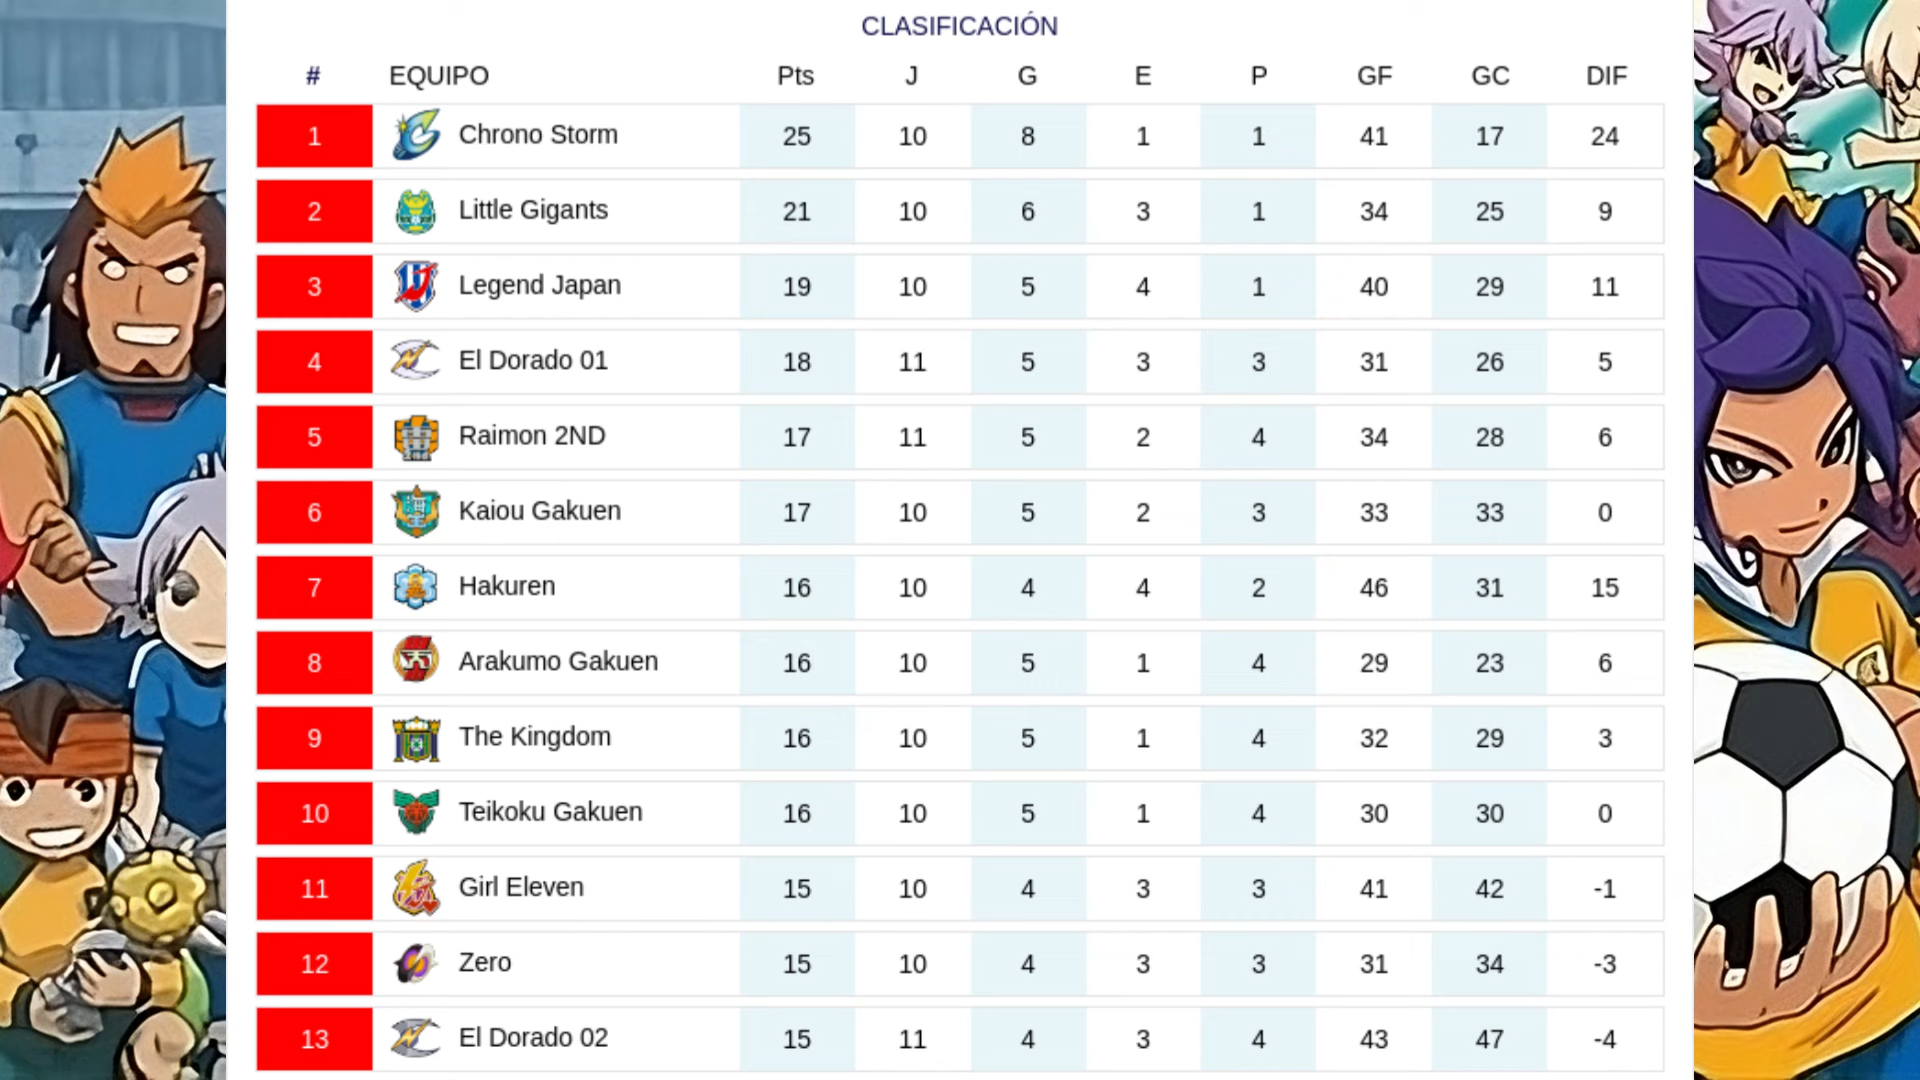 CLASIFICACIÓN
# EQUIPO Pts J G E P GF GC DIF
1 Chrono Storm 25 10 8 1 1 41 17 24
2 Little Gigants 21 10 6 3 1 34 25 9
3 Legend Japan 19 10 5 4 1 40 29 11
4 El Dorado 01 18 11 5 3 3 31 26 5
5 Raimon 2ND 17 11 5 2 4 34 28 6
6 Kaiou Gakuen 17 10 5 2 3 33 33 0
7 Hakuren 16 10 4 4 2 46 31 15
8 Arakumo Gakuen 16 10 5 1 4 29 23 6
9 The Kingdom 16 10 5 1 4 32 29 3
10 Teikoku Gakuen 16 10 5 1 4 30 30 0
11 Girl Eleven 15 10 4 3 3 41 42 -1
12 Zero 15 10 4 3 3 31 34 -3
13 El Dorado 02 15 11 4 3 4 43 47 -4